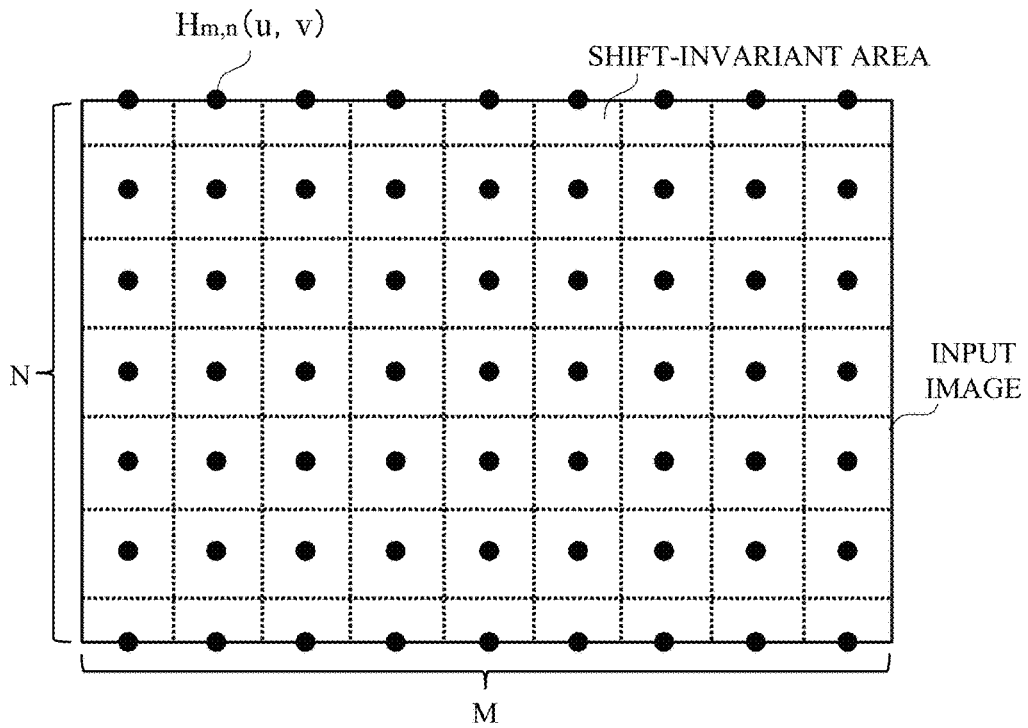 Hm,n(u, v)
SHIFT-INVARIANT AREA
N
INPUT
IMAGE
M